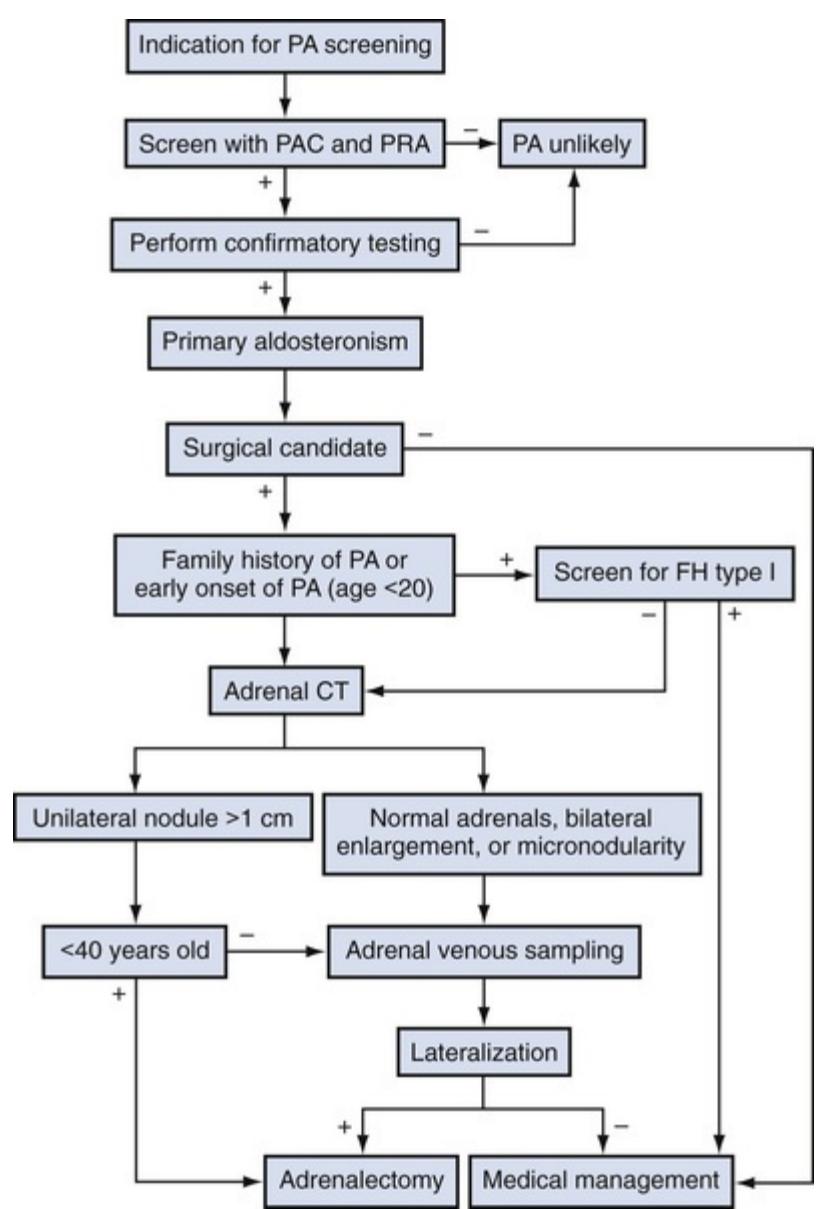 Indication for PA screening
Screen with PAC and PRA
–
PA unlikely
+
Perform confirmatory testing
–
+
Primary aldosteronism
Surgical candidate
–
+
Family history of PA or
early onset of PA (age <20)
+
Screen for FH type I
–
+
Adrenal CT
Unilateral nodule >1 cm
Normal adrenals, bilateral
enlargement, or micronodularity
<40 years old
–
Adrenal venous sampling
+
Lateralization
+
–
Adrenalectomy
Medical management